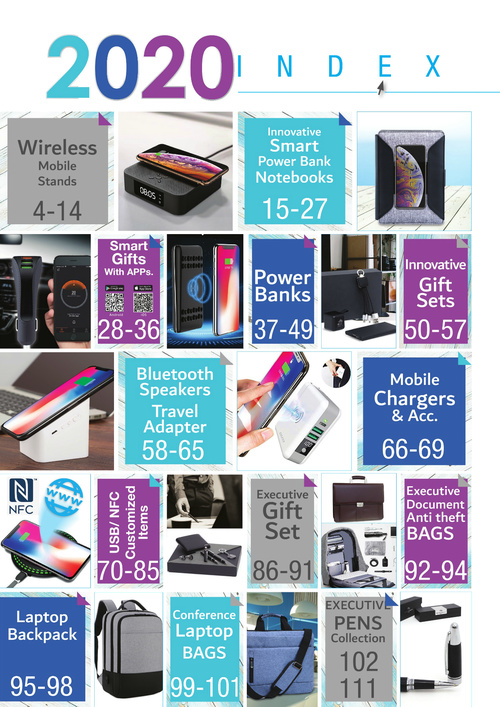 2020 INDEX
Wireless
Mobile
Stands
4-14
08:05
Innovative
Smart
Power Bank
Notebooks
15-27
Smart
Gifts
With APPs.
28-36
Power
Banks
37-49
Innovative
Gift
Sets
50-57
Bluetooth
Speakers
Travel
Adapter
58-65
Mobile
Chargers
& Acc.
66-69
NFC
www
USB/ NFC
Customized
Items
70-85
Executive
Gift
Set
86-91
Executive
Document
Anti theft
BAGS
92-94
Laptop
Backpack
95-98
Conference
Laptop
BAGS
99-101
EXECUTIVE
PENS
Collection
102
111